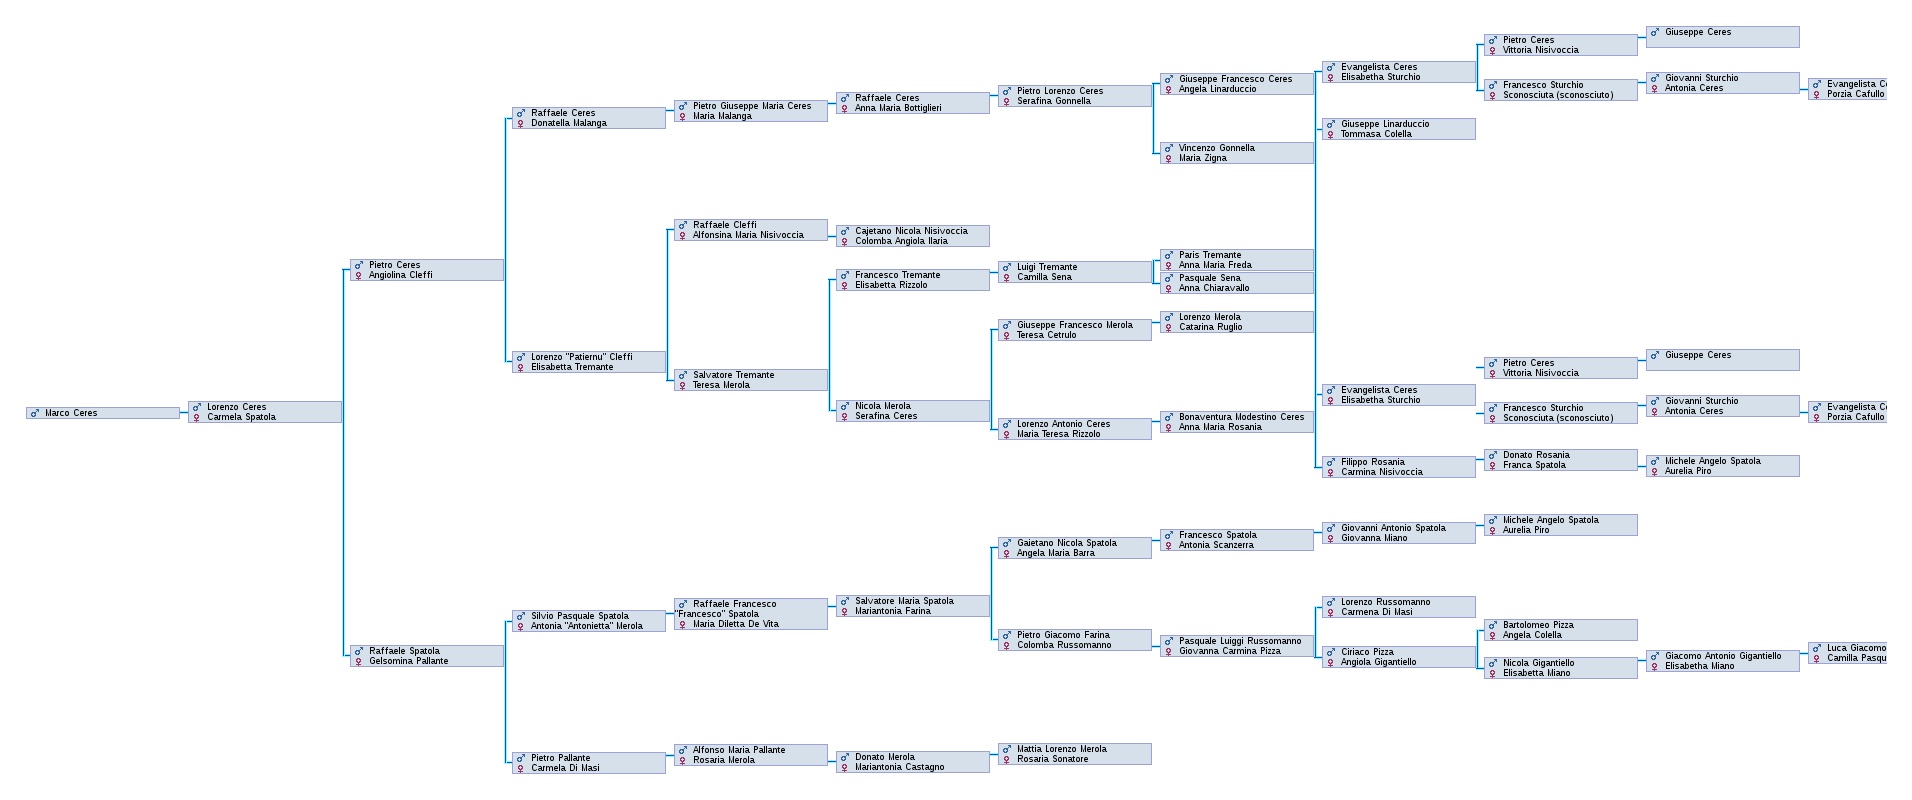 Marco Ceres
Lorenzo Ceres
Carmela Spatola
Pietro Ceres
Angiolina Cleffi
Raffaele Spatola
Gelsomina Pallante
Raffaele Ceres
Donatella Malanga
Lorenzo "Patiernu" Cleffi
Elisabetta Tremante
Silvio Pasquale Spatola
Antonia "Antonietta" Merola
Pietro Pallante
Carmela Di Masi
Pietro Giuseppe Maria Ceres
Maria Malanga
Raffaele Cleffi
Alfonsina Maria Nisivoccia
Salvatore Tremante
Teresa Merola
Raffaele Francesco
"Francesco" Spatola
Maria Diletta De Vita
Alfonso Maria Pallante
Rosaria Merola
Raffaele Ceres
Anna Maria Bottiglieri
Cajetano Nicola Nisivoccia
Colomba Angiola Ilaria
Francesco Tremante
Elisabetta Rizzolo
Nicola Merola
Serafina Ceres
Salvatore Maria Spatola
Mariantonia Farina
Donato Merola
Mariantonia Castagno
Pietro Lorenzo Ceres
Serafina Gonnella
Luigi Tremante
Camilla Sena
Giuseppe Francesco Merola
Teresa Cetrulo
Lorenzo Antonio Ceres
Maria Teresa Rizzolo
Gaietano Nicola Spatola
Angela Maria Barra
Pietro Giacomo Farina
Colomba Russomanno
Mattia Lorenzo Merola
Rosaria Sonatore
Giuseppe Francesco Ceres
Angela Linarduccio
Vincenzo Gonnella
Maria Zigna
Paris Tremante
Anna Maria Freda
Pasquale Sena
Anna Chiaravallo
Lorenzo Merola
Catarina Ruglio
Bonaventura Modestino Ceres
Anna Maria Rosania
Francesco Spatola
Antonia Scanzerra
Pasquale Luiggi Russomanno
Giovanna Carmina Pizza
Evangelista Ceres
Elisabetha Sturchio
Giuseppe Linarduccio
Tommasa Colella
Evangelista Ceres
Elisabetha Sturchio
Filippo Rosania
Carmina Nisivoccia
Giovanni Antonio Spatola
Giovanna Miano
Lorenzo Russomanno
Carmena Di Masi
Ciriaco Pizza
Angiola Gigantiello
Pietro Ceres
Vittoria Nisivoccia
Francesco Sturchio
Sconosciuta (sconosciuto)
Pietro Ceres
Vittoria Nisivoccia
Francesco Sturchio
Sconosciuta (sconosciuto)
Donato Rosania
Franca Spatola
Michele Angelo Spatola
Aurelia Piro
Bartolomeo Pizza
Angela Colella
Nicola Gigantiello
Elisabetta Miano
Giuseppe Ceres
Giovanni Sturchio
Antonia Ceres
Giuseppe Ceres
Giovanni Sturchio
Antonia Ceres
Michele Angelo Spatola
Aurelia Piro
Giacomo Antonio Gigantiello
Elisabetha Miano
Evangelista
Porzia Cafullo
Evangelista
Porzia Cafullo
Luca Giacomo
Camilla